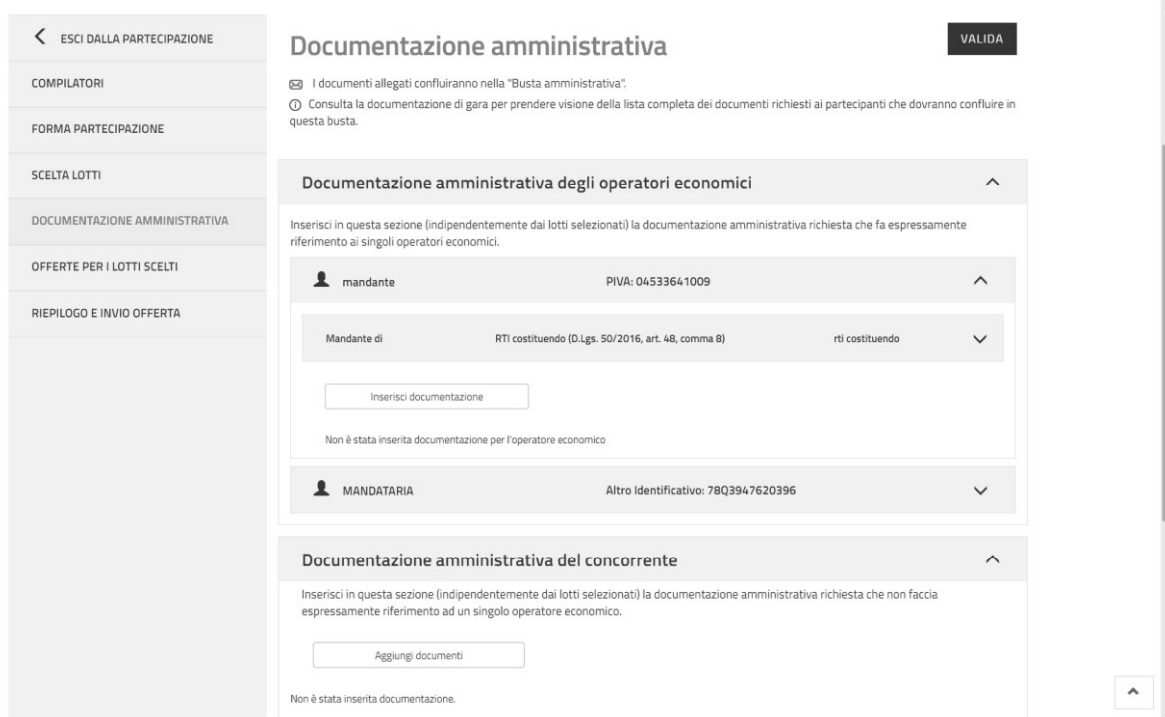 ESCI DALLA PARTECIPAZIONE
COMPILATORI
FORMA PARTECIPAZIONE
SCELTA LOTTI
DOCUMENTAZIONE AMMINISTRATIVA
OFFERTE PER I LOTTI SCELTI
RIEPILOGO E INVIO OFFERTA
Documentazione amministrativa
VALIDA
I documenti allegati confluiranno nella "Busta amministrativa".
Consulta la documentazione di gara per prendere visione della lista completa dei documenti richiesti ai partecipanti che dovranno confluire in
questa busta.
Documentazione amministrativa degli operatori economici
Inserisci in questa sezione (indipendentemente dai lotti selezionati) la documentazione amministrativa richiesta che fa espressamente
riferimento ai singoli operatori economici.
mandante PIVA: 04533641009
Mandante di RTI costituendo (D.Lgs. 50/2016, art. 48, comma 8) rti costituendo
Inserisci documentazione
Non è stata inserita documentazione per l'operatore economico
MANDATARIA Altro Identificativo: 78Q3947620396
Documentazione amministrativa del concorrente
Inserisci in questa sezione (indipendentemente dai lotti selezionati) la documentazione amministrativa richiesta che non faccia
espressamente riferimento ad un singolo operatore economico.
Aggiungi documenti
Non è stata inserita documentazione.